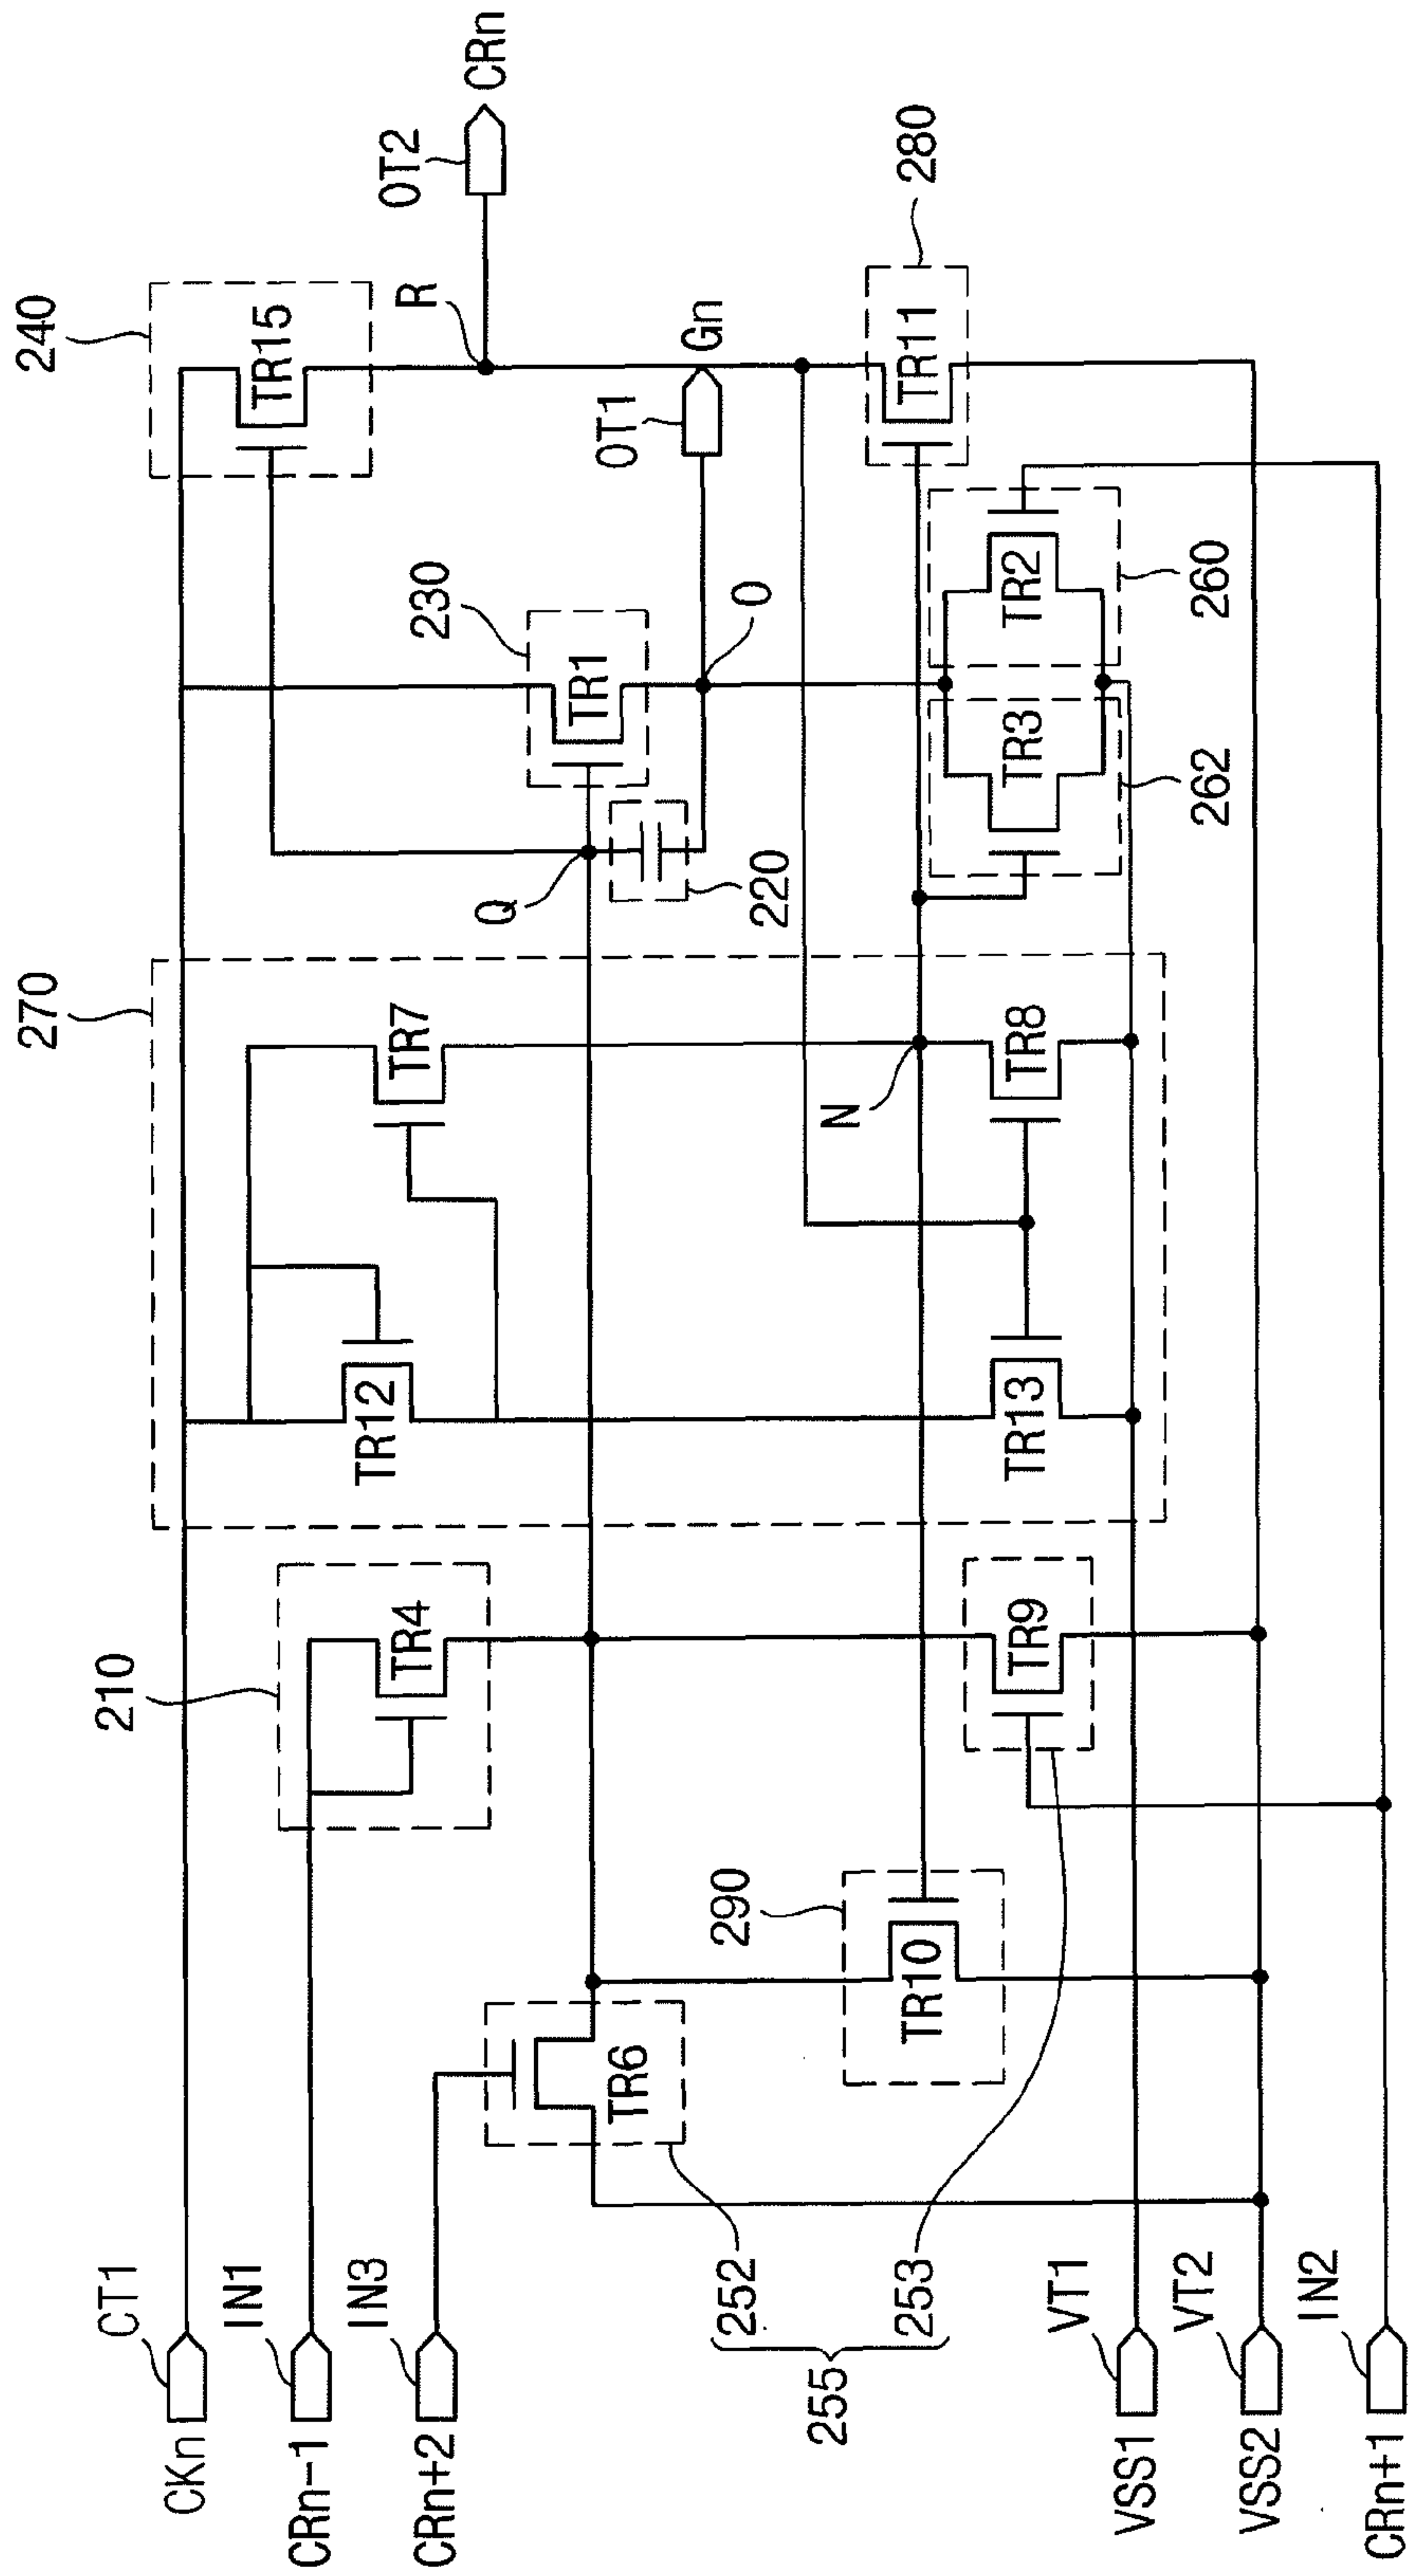 CT1
CKn
IN1
CRn-1
IN3
CRn+2
VT1
VSS1
VT2
VSS2
IN2
CRn+1
252
253
255
TR6
290
TR10
210
TR4
TR9
270
TR12
TR7
TR13
TR8
N
Q
220
230
TR1
O
262
TR3
TR2
260
240
TR15
R
OT2
CRn
OT1
Gn
TR11
280